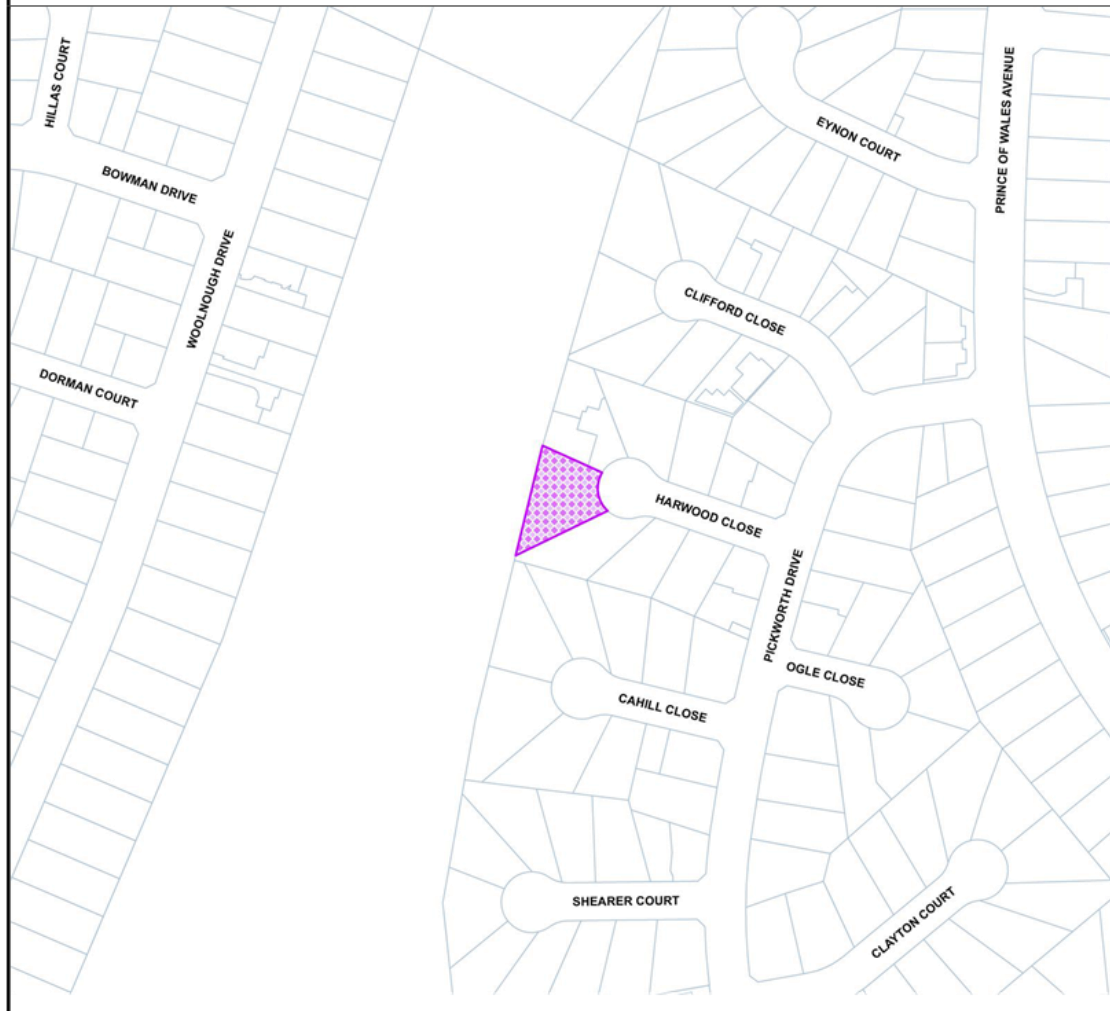 HILLAS COURT
BOWMAN DRIVE
WOOLNOUGH DRIVE
DORMAN COURT
EYNON COURT
PRINCE OF WALES AVENUE
CLIFFORD CLOSE
HARWOOD CLOSE
PICKWORTH DRIVE
OGLE CLOSE
CAHILL CLOSE
SHEARER COURT
CLAYTON COURT